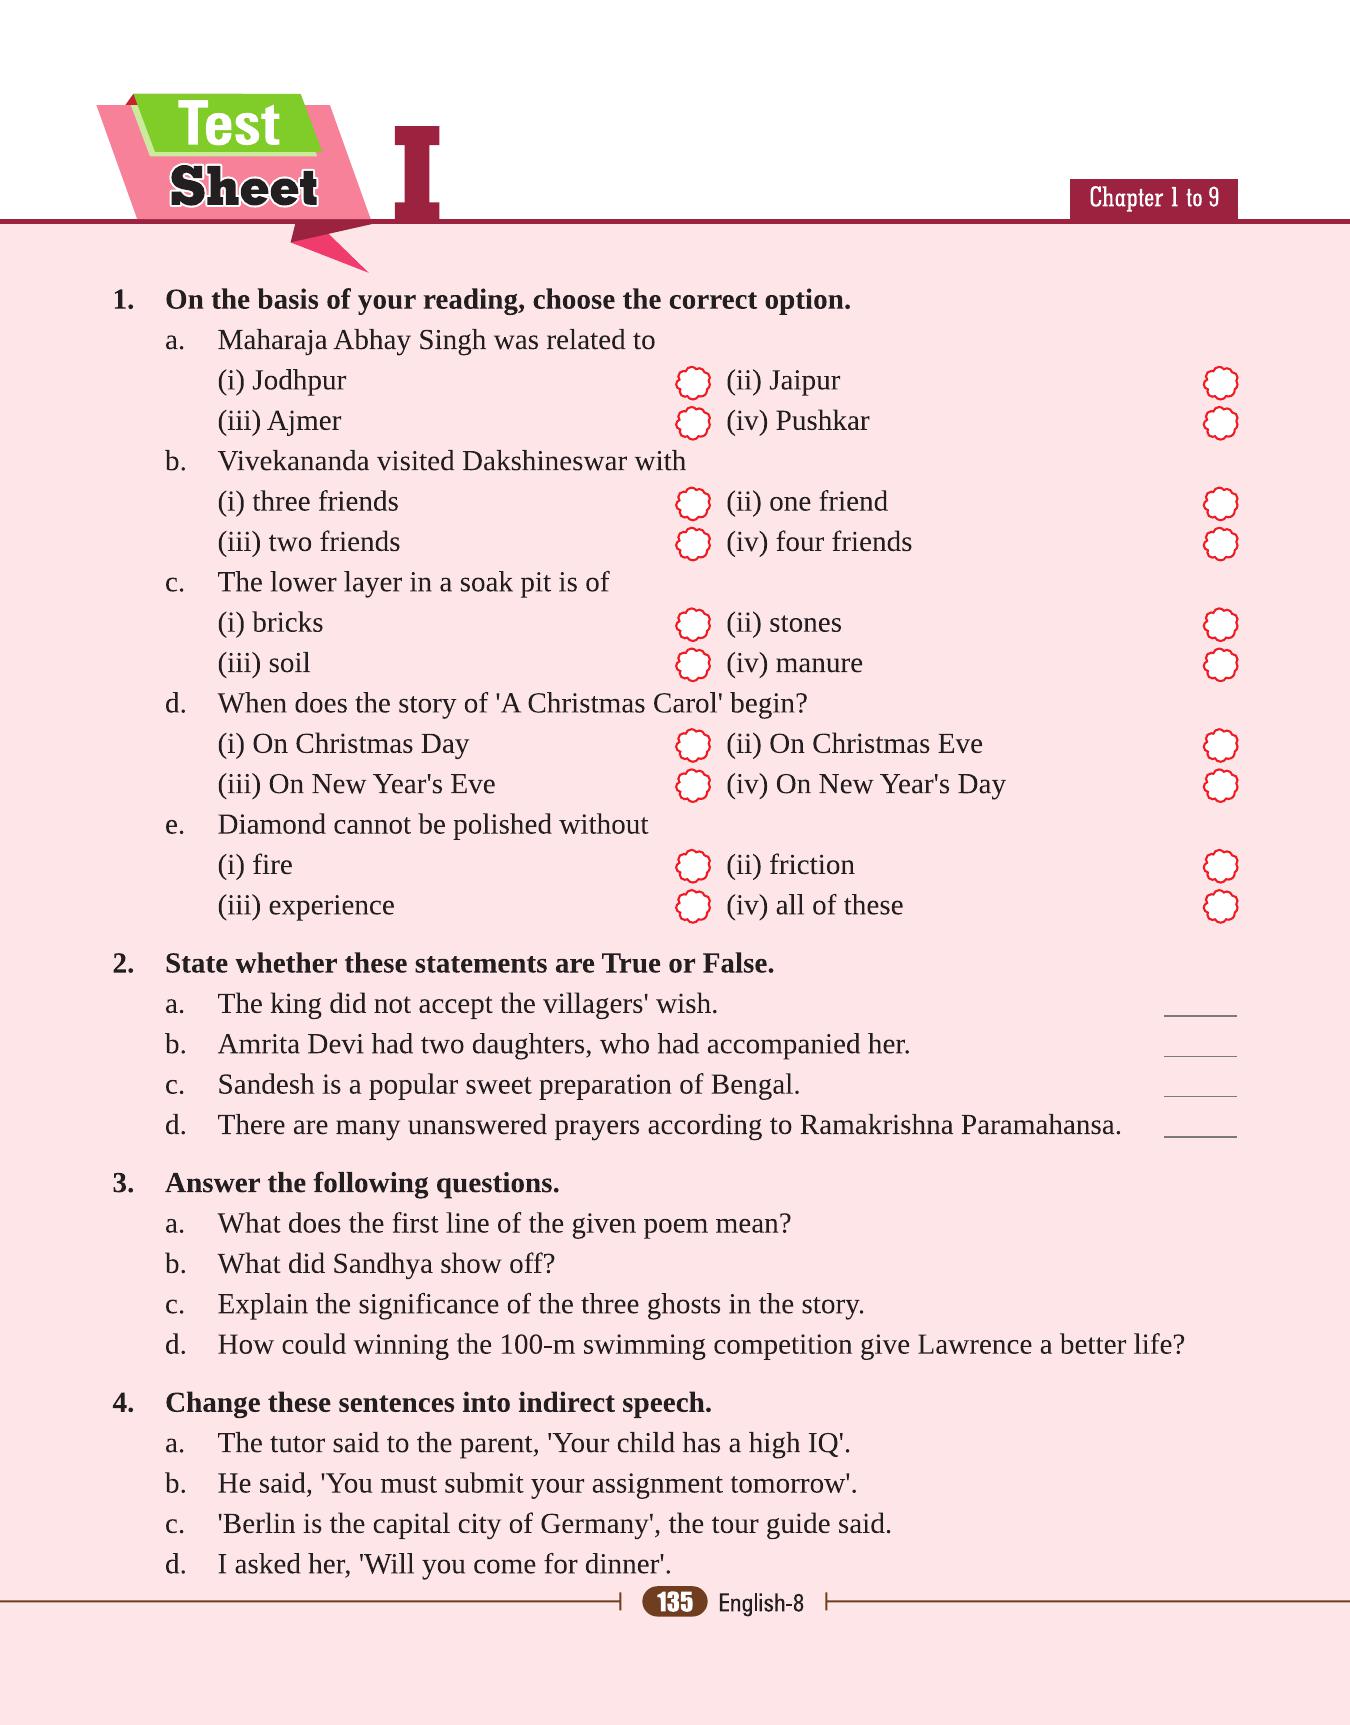 Test
Sheet I
Chapter 1 to 9
1. On the basis of your reading, choose the correct option.
a. Maharaja Abhay Singh was related to
(i) Jodhpur (ii) Jaipur
(iii) Ajmer (iv) Pushkar
b. Vivekananda visited Dakshineswar with
(i) three friends (ii) one friend
(iii) two friends (iv) four friends
c. The lower layer in a soak pit is of
(i) bricks (ii) stones
(iii) soil (iv) manure
d. When does the story of 'A Christmas Carol' begin?
(i) On Christmas Day (ii) On Christmas Eve
(iii) On New Year's Eve (iv) On New Year's Day
e. Diamond cannot be polished without
(i) fire (ii) friction
(iii) experience (iv) all of these
2. State whether these statements are True or False.
a. The king did not accept the villagers' wish.
b. Amrita Devi had two daughters, who had accompanied her.
c. Sandesh is a popular sweet preparation of Bengal.
d. There are many unanswered prayers according to Ramakrishna Paramahansa.
3. Answer the following questions.
a. What does the first line of the given poem mean?
b. What did Sandhya show off?
c. Explain the significance of the three ghosts in the story.
d. How could winning the 100-m swimming competition give Lawrence a better life?
4. Change these sentences into indirect speech.
a. The tutor said to the parent, 'Your child has a high IQ'.
b. He said, 'You must submit your assignment tomorrow'.
c. 'Berlin is the capital city of Germany', the tour guide said.
d. I asked her, 'Will you come for dinner'.
135 English-8